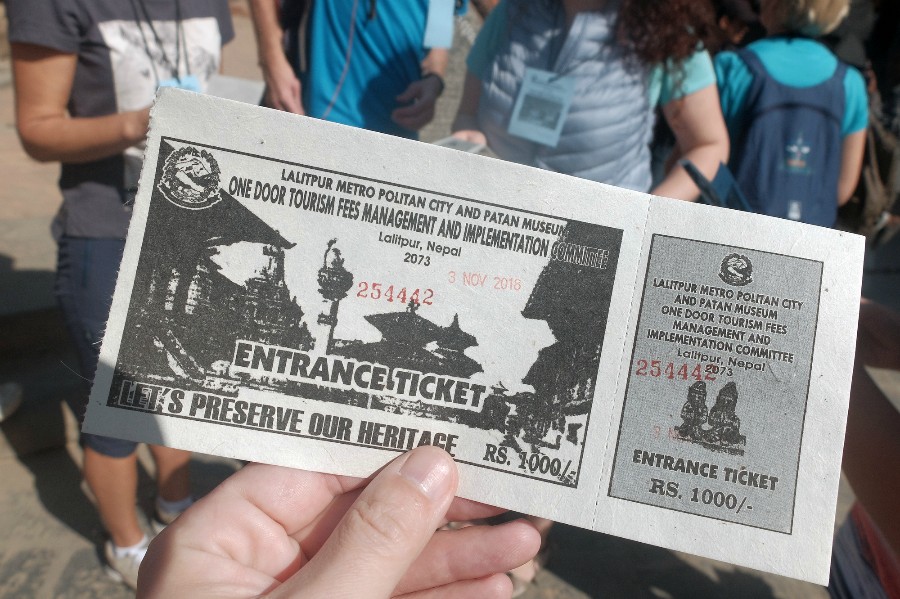 LALITPUR METRO POLITAN CITY AND PATAN MUSEUM
ONE DOOR TOURISM FEES MANAGEMENT AND IMPLEMENTATION COMMITTEE
Lalitpur, Nepal
2073
3 NOV 2018
254442
ENTRANCE TICKET
LET'S PRESERVE OUR HERITAGE
RS. 1000/-
LALITPUR METRO POLITAN CITY
AND PATAN MUSEUM
ONE DOOR TOURISM FEES
MANAGEMENT AND
IMPLEMENTATION COMMITTEE
Lalitpur, Nepal
2073
254442
ENTRANCE TICKET
RS. 1000/-